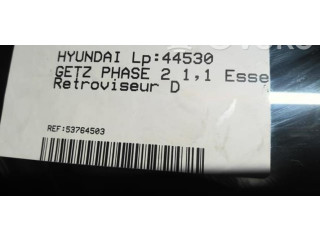 HYUNDAI Lp:44530
GETZ PHASE 2 1,1 Esse
Retroviseur D
REF:53764503